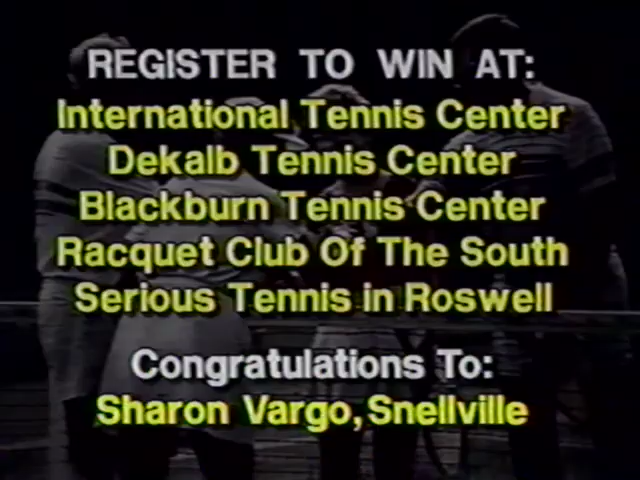 REGISTER TO WIN AT:
International Tennis Center
Dekalb Tennis Center
Blackburn Tennis Center
Racquet Club Of The South
Serious Tennis in Roswell
Congratulations To:
Sharon Vargo, Snellville